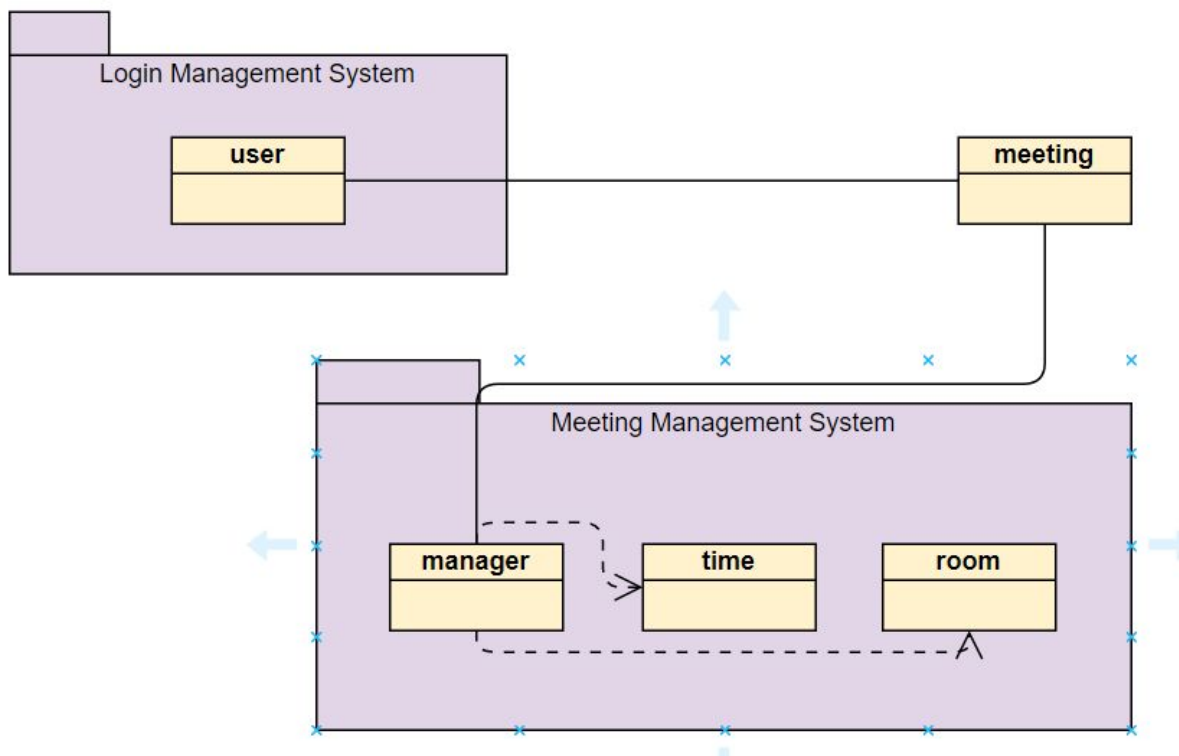 Login Management System
user
meeting
Meeting Management System
manager
time
room